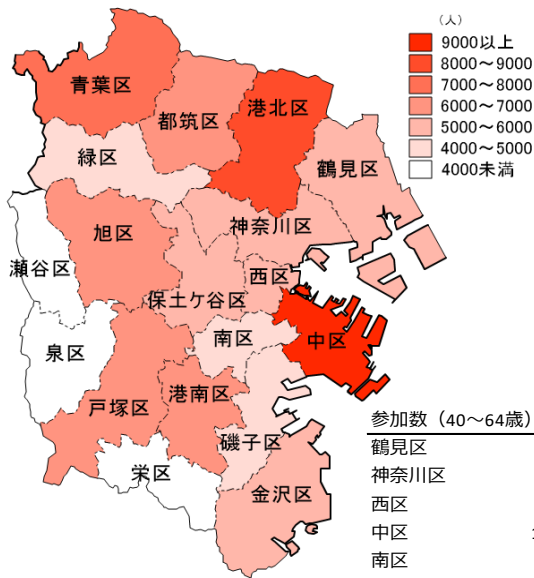 （人）
9000以上
8000～9000
7000～8000
6000～7000
5000～6000
4000～5000
4000未満
青葉区
都筑区
港北区
緑区
鶴見区
旭区
神奈川区
瀬谷区
西区
保土ケ谷区
泉区
南区
中区
戸塚区
港南区
磯子区
栄区
金沢区
参加数（40～64歳）
鶴見区
神奈川区
西区
中区
南区